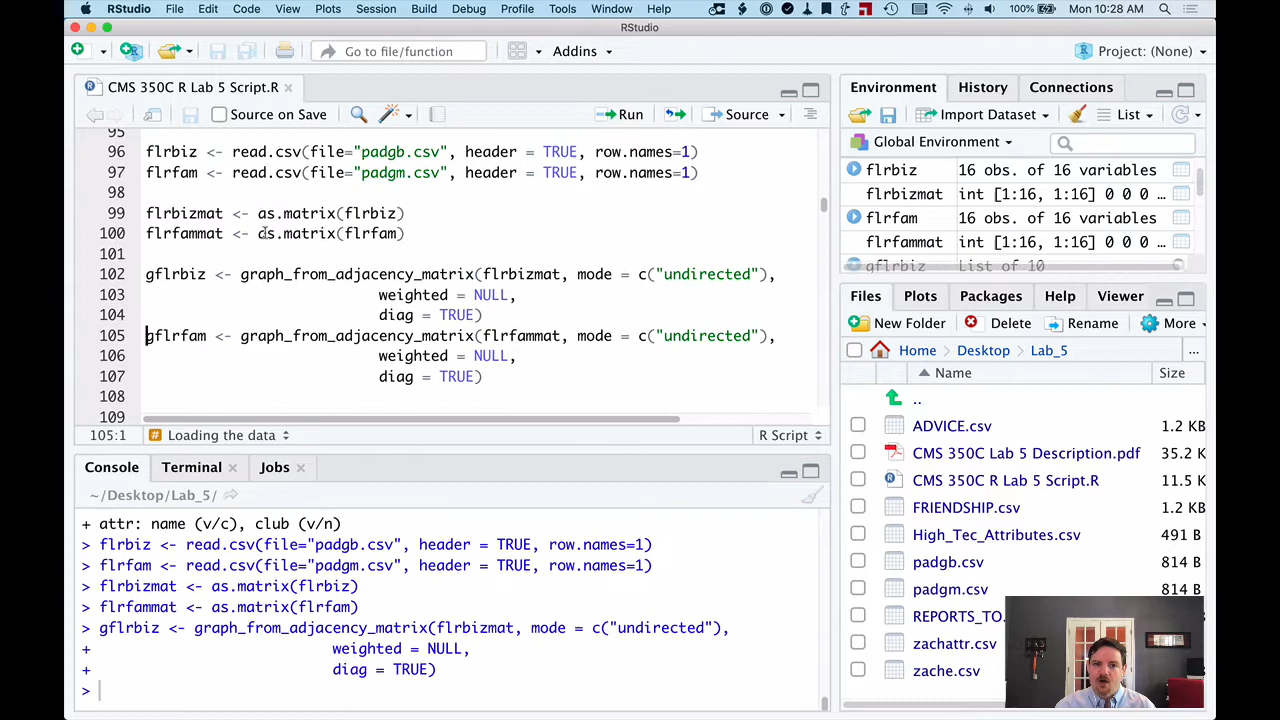 RStudio File Edit Code View Plots Session Build Debug Profile Tools Window Help 100% Mon 10:28 AM
RStudio
Go to file/function Addins Project: (None)
CMS 350C R Lab 5 Script.R
Source on Save Run Source
95
96 flrbiz <- read.csv(file="padgb.csv", header = TRUE, row.names=1)
97 flrfam <- read.csv(file="padgm.csv", header = TRUE, row.names=1)
98
99 flrbizmat <- as.matrix(flrbiz)
100 flrfammat <- as.matrix(flrfam)
101
102 gflrbiz <- graph_from_adjacency_matrix(flrbizmat, mode = c("undirected"),
103 weighted = NULL,
104 diag = TRUE)
105 gflrfam <- graph_from_adjacency_matrix(flrfammat, mode = c("undirected"),
106 weighted = NULL,
107 diag = TRUE)
108
109
105:1 # Loading the data R Script
Console Terminal Jobs
~/Desktop/Lab_5/
+ attr: name (v/c), club (v/n)
> flrbiz <- read.csv(file="padgb.csv", header = TRUE, row.names=1)
> flrfam <- read.csv(file="padgm.csv", header = TRUE, row.names=1)
> flrbizmat <- as.matrix(flrbiz)
> flrfammat <- as.matrix(flrfam)
> gflrbiz <- graph_from_adjacency_matrix(flrbizmat, mode = c("undirected"),
+ weighted = NULL,
+ diag = TRUE)
>
Environment History Connections
Import Dataset List
Global Environment
flrbiz 16 obs. of 16 variables
flrbizmat int [1:16, 1:16] 0 0 0 …
flrfam 16 obs. of 16 variables
flrfammat int [1:16, 1:16] 0 0 0 …
gflrbiz List of 10
Files Plots Packages Help Viewer
New Folder Delete Rename More
Home Desktop Lab_5 ...
Name Size
..
ADVICE.csv 1.2 KB
CMS 350C Lab 5 Description.pdf 35.2 K
CMS 350C R Lab 5 Script.R 11.5 K
FRIENDSHIP.csv 1.2 KB
High_Tec_Attributes.csv 491 B
padgb.csv 814 B
padgm.csv 814 B
REPORTS_TO.
zachattr.csv
zache.csv